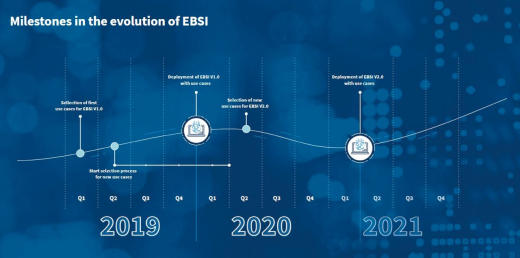 Milestones in the evolution of EBSI
Deployment of EBSI V1.0
with use cases
Deployment of EBSI V2.0
with use cases
Sellection of first
use cases for EBSI V1.0
Selection of new
use cases for EBSI V2.0
Start selection process
for new use cases
Q1 Q2 Q3 Q4 Q1 Q2 Q3 Q4 Q1 Q2 Q3 Q4
2019 2020 2021